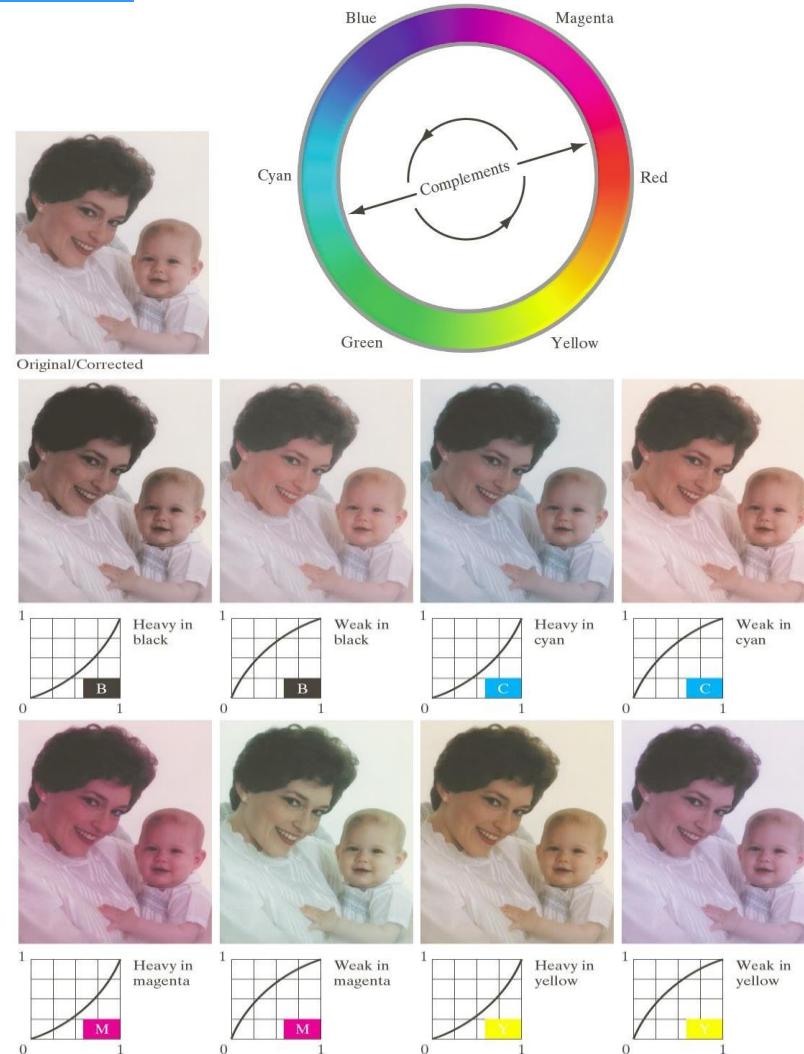 Blue
Magenta
Cyan
Complements
Red
Green
Yellow
Original/Corrected
1
Heavy in
black
B
0
1
1
Weak in
black
B
0
1
1
Heavy in
cyan
C
0
1
1
Weak in
cyan
C
0
1
1
Heavy in
magenta
M
0
1
1
Weak in
magenta
M
0
1
1
Heavy in
yellow
Y
0
1
1
Weak in
yellow
Y
0
1